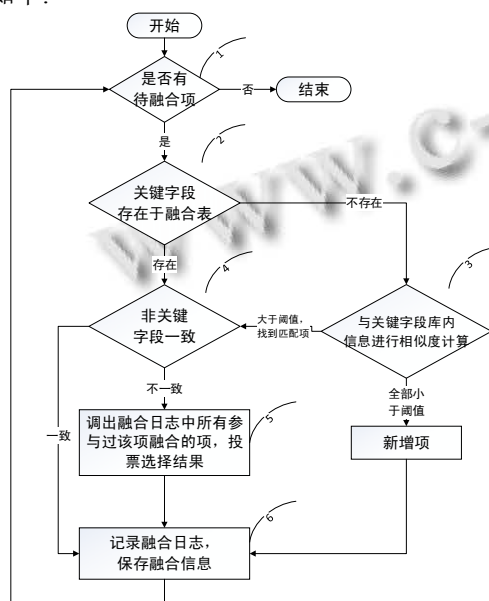 开始
1
是否有
待融合项
否
结束
是
2
关键字段
存在于融合表
不存在
存在
4
3
非关键
字段一致
大于阈值,
找到匹配项
与关键字段库内
信息进行相似度计算
不一致
全部小
于阈值
一致
调出融合日志中所有参
与过该项融合的项，投
票选择结果
5
新增项
6
记录融合日志，
保存融合信息
www.c-